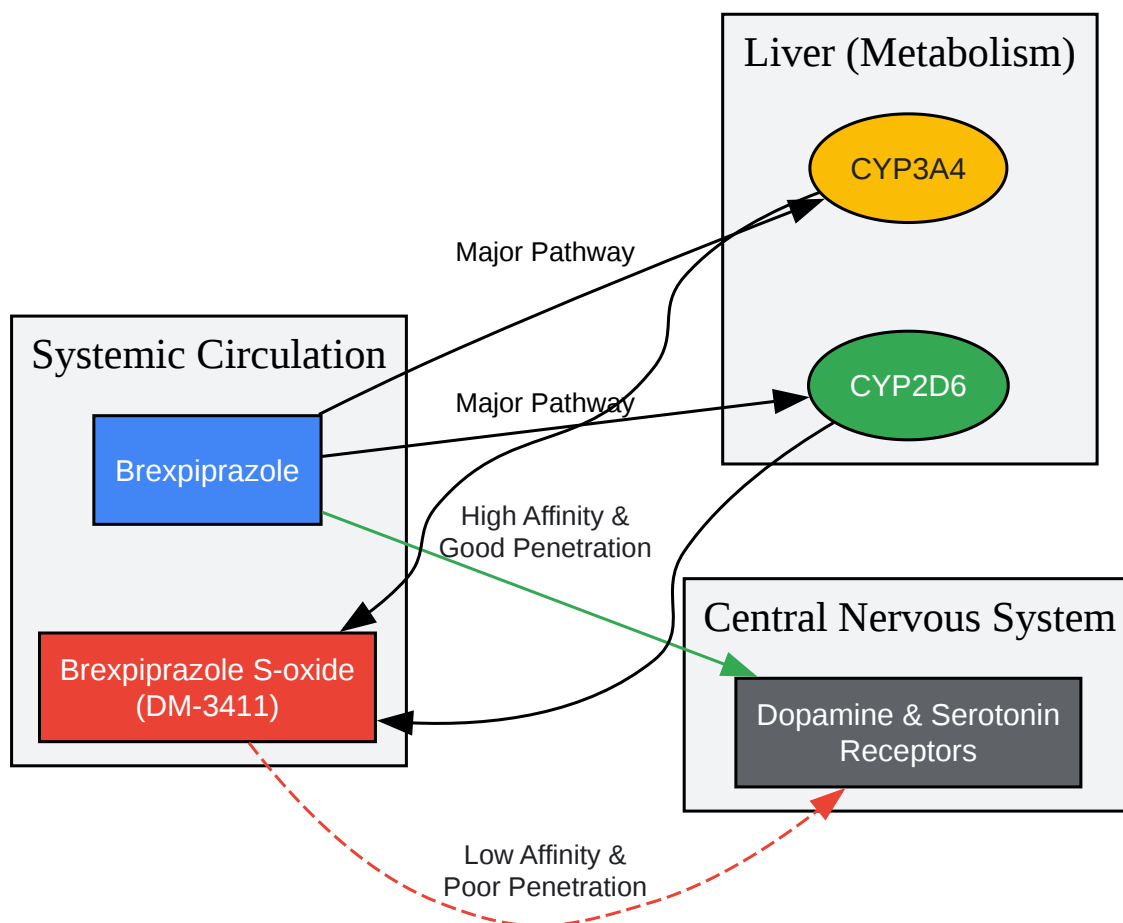 Liver (Metabolism)
CYP3A4
Major Pathway
Systemic Circulation
CYP2D6
Major Pathway
Brexpiprazole
High Affinity &
Good Penetration
Central Nervous System
Brexpiprazole S-oxide
(DM-3411)
Dopamine & Serotonin
Receptors
Low Affinity &
Poor Penetration